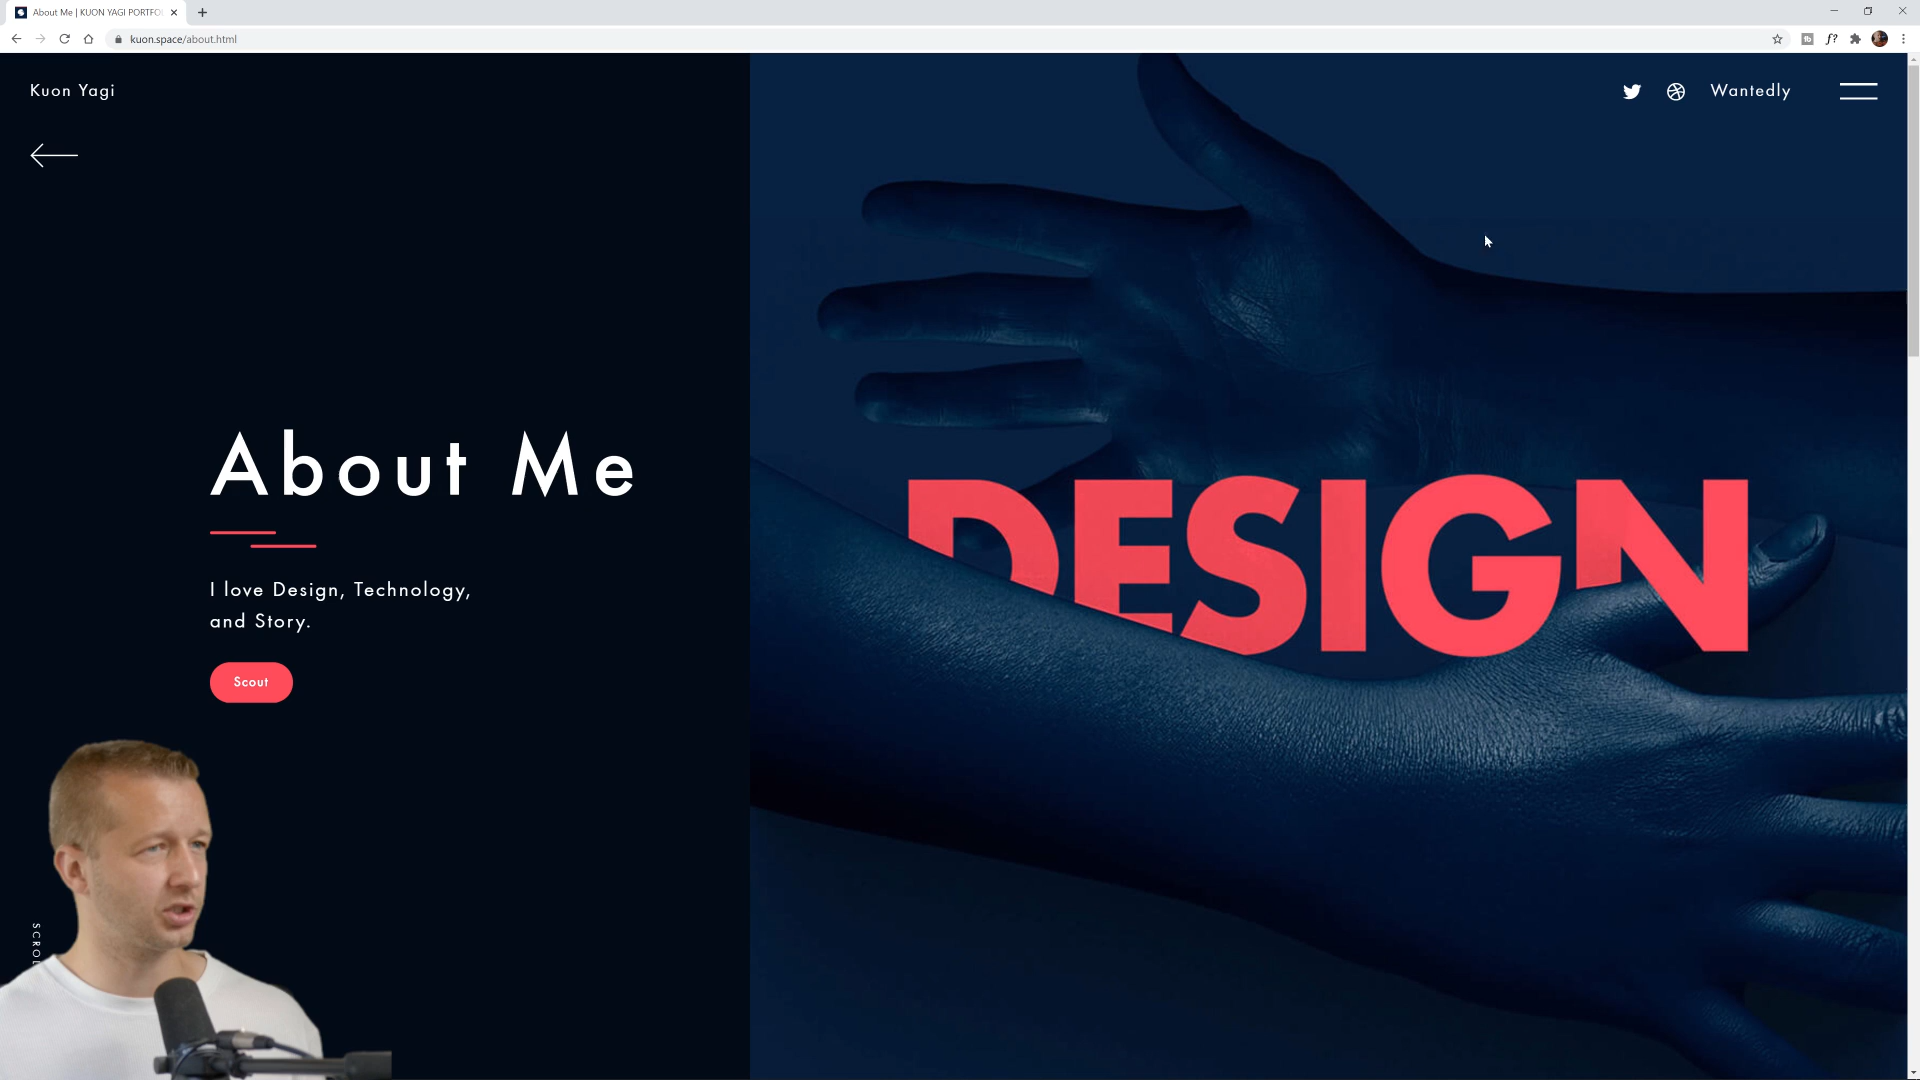 About Me | KUON YAGI PORTFO
kuon.space/about.html
Kuon Yagi
Wantedly
About Me
I love Design, Technology,
and Story.
Scout
DESIGN
SCROL